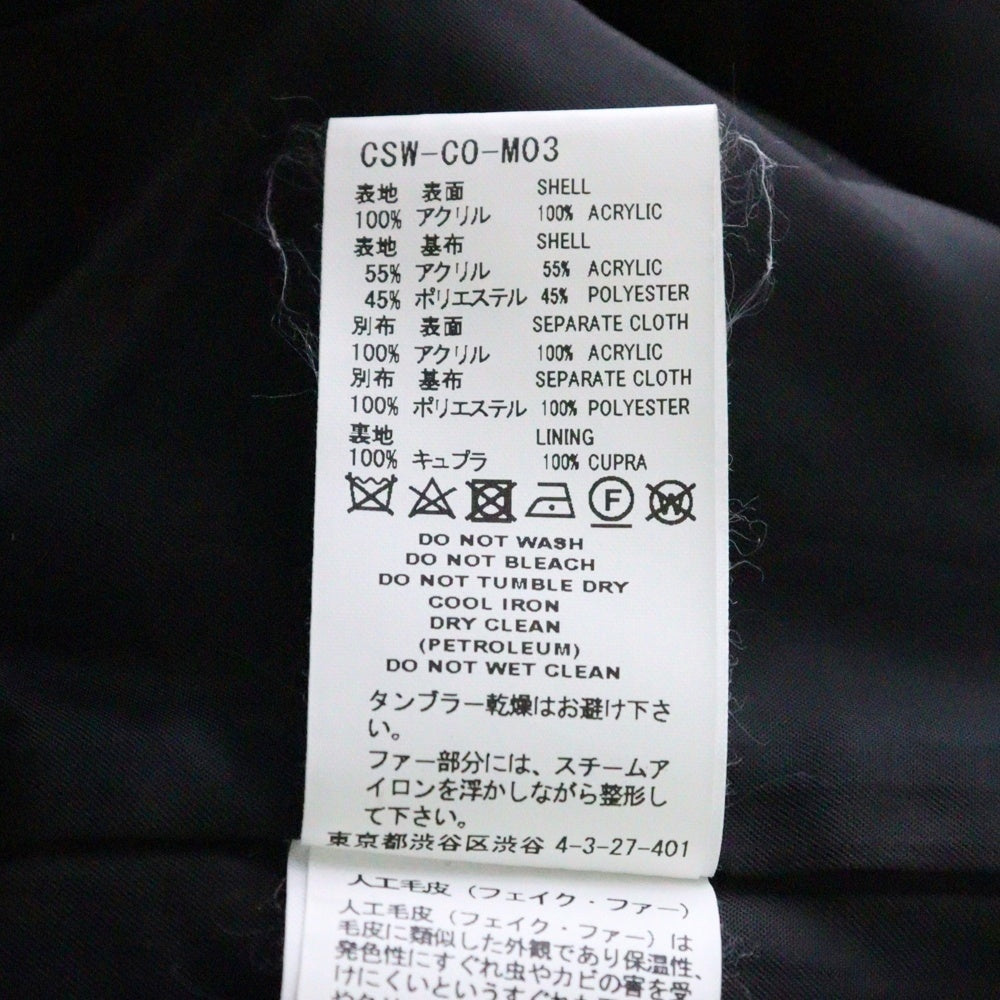 CSW-CO-M03
表地 表面 SHELL
100% アクリル 100% ACRYLIC
表地 基布 SHELL
55% アクリル 55% ACRYLIC
45% ポリエステル 45% POLYESTER
別布 表面 SEPARATE CLOTH
100% アクリル 100% ACRYLIC
別布 基布 SEPARATE CLOTH
100% ポリエステル 100% POLYESTER
裏地 LINING
100% キュプラ 100% CUPRA
F W
DO NOT WASH
DO NOT BLEACH
DO NOT TUMBLE DRY
COOL IRON
DRY CLEAN
(PETROLEUM)
DO NOT WET CLEAN
タンブラー乾燥はお避け下さ
い。
ファー部分には、スチームア
イロンを浮かしながら整形し
て下さい。
東京都渋谷区渋谷 4-3-27-401
人工毛皮（フェイク・ファー）
人工毛皮（フェイク・ファー）は
毛皮に類似した外観であり保温性、
発色性にすぐれ虫やカビの害を受
けにくいというすぐれた